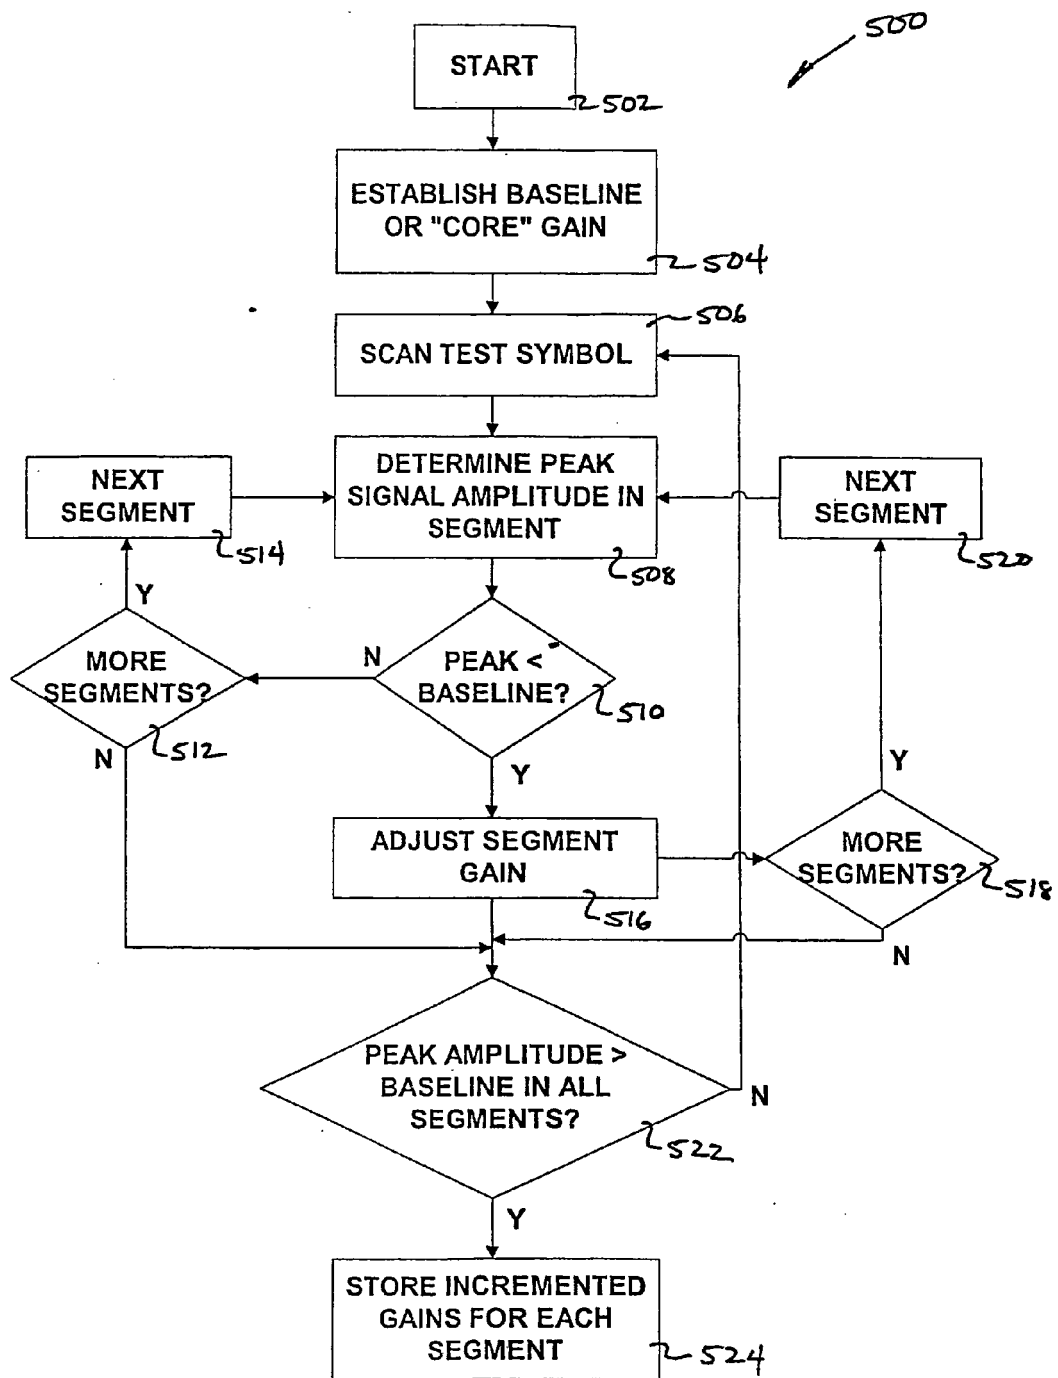 500
START
502
ESTABLISH BASELINE
OR "CORE" GAIN
504
506
SCAN TEST SYMBOL
NEXT
SEGMENT
514
DETERMINE PEAK
SIGNAL AMPLITUDE IN
SEGMENT
508
NEXT
SEGMENT
520
Y
MORE
SEGMENTS?
512
N
N
PEAK <
BASELINE?
510
Y
Y
ADJUST SEGMENT
GAIN
516
MORE
SEGMENTS?
518
N
PEAK AMPLITUDE >
BASELINE IN ALL
SEGMENTS?
522
N
Y
STORE INCREMENTED
GAINS FOR EACH
SEGMENT
524